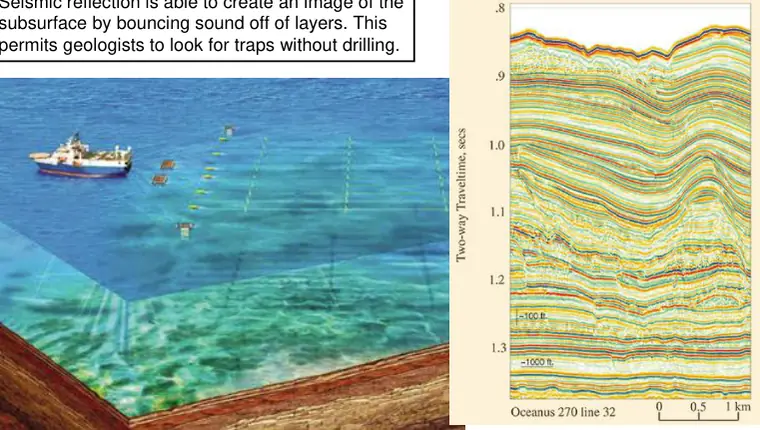 Seismic reflection is able to create an image of the
subsurface by bouncing sound off of layers. This
permits geologists to look for traps without drilling.
.8
.9
1.0
1.1
1.2
1.3
Two-way Traveltime, secs
~100 ft.
~1000 ft.
Oceanus 270 line 32
0 0.5 1 km